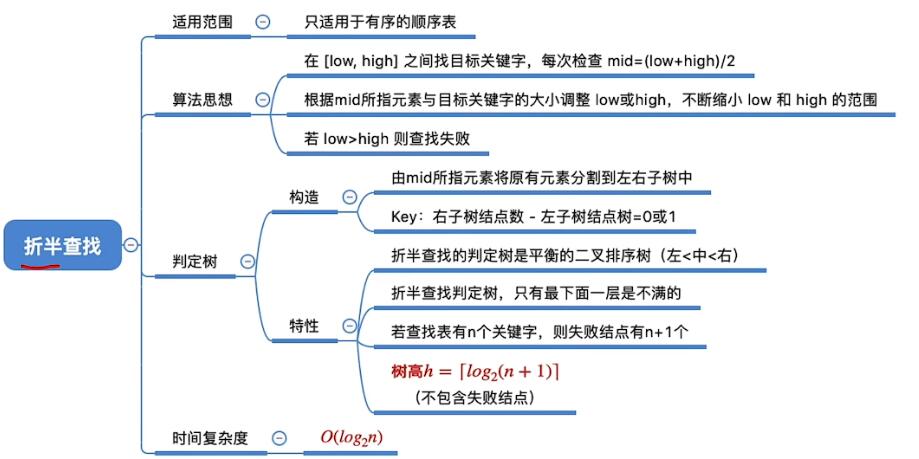 折半查找
适用范围
只适用于有序的顺序表
算法思想
在 [low, high] 之间找目标关键字，每次检查 mid=(low+high)/2
根据mid所指元素与目标关键字的大小调整 low或high，不断缩小 low 和 high 的范围
若 low>high 则查找失败
判定树
构造
由mid所指元素将原有元素分割到左右子树中
Key：右子树结点数 - 左子树结点树=0或1
特性
折半查找的判定树是平衡的二叉排序树（左<中<右）
折半查找判定树，只有最下面一层是不满的
若查找表有n个关键字，则失败结点有n+1个
树高h = ⌈log₂(n + 1)⌉
（不包含失败结点）
时间复杂度
O(log₂n)